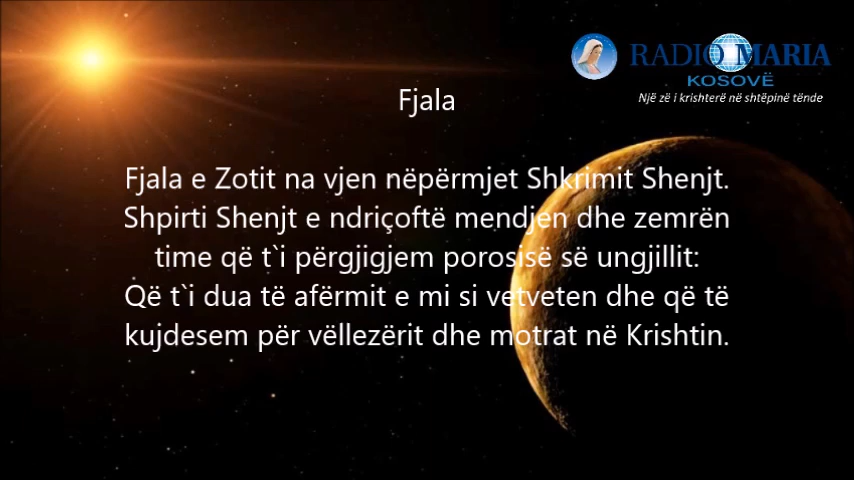 RADIO MARIA
KOSOVË
Një zë i krishterë në shtëpinë tënde
Fjala
Fjala e Zotit na vjen nëpërmjet Shkrimit Shenjt.
Shpirti Shenjt e ndriçoftë mendjen dhe zemrën
time që t`i përgjigjem porosisë së ungjillit:
Që t`i dua të afërmit e mi si vetveten dhe që të
kujdesem për vëllezërit dhe motrat në Krishtin.